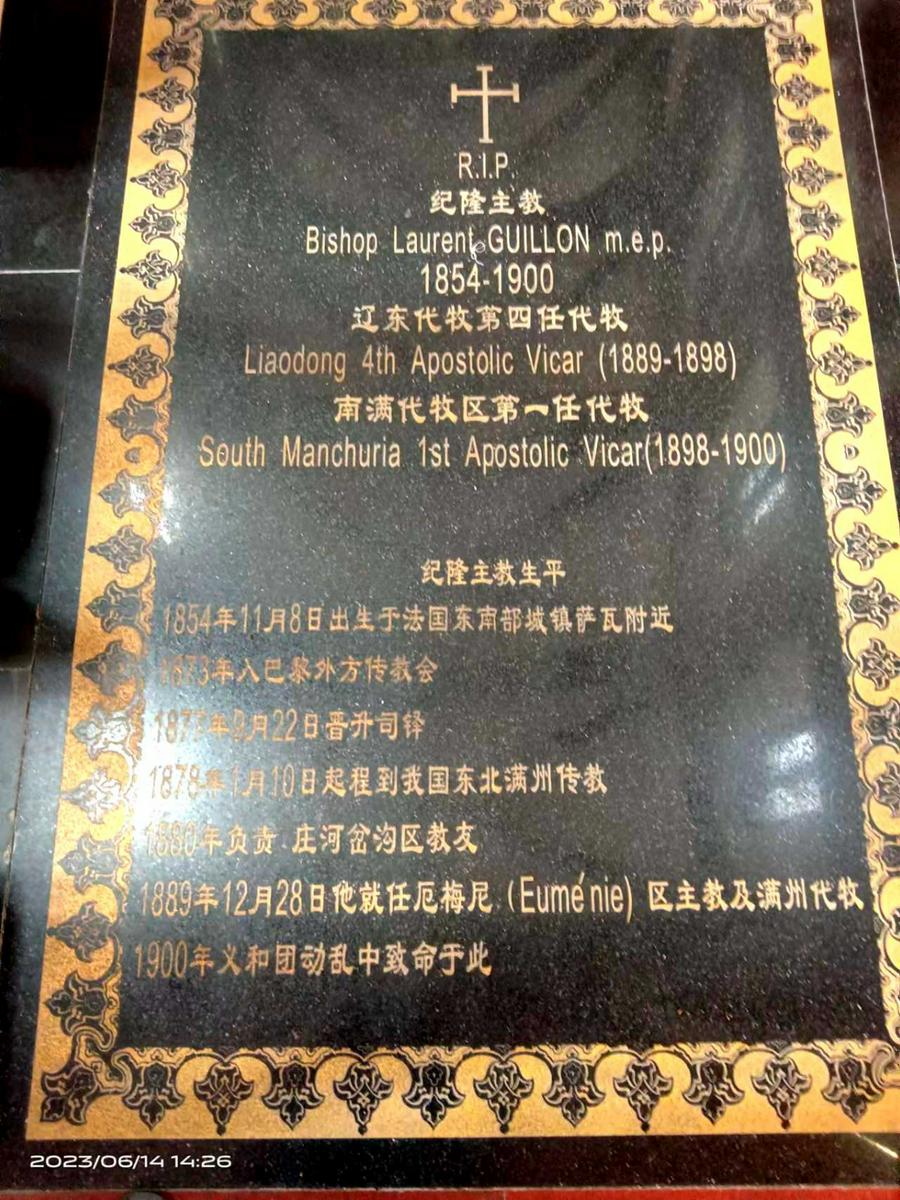 R.I.P.
纪隆主教
Bishop Laurent GUILLON m.e.p.
1854-1900
辽东代牧第四任代牧
Liaodong 4th Apostolic Vicar (1889-1898)
南满代牧区第一任代牧
South Manchuria 1st Apostolic Vicar(1898-1900)
纪隆主教生平
1854年11月8日出生于法国东南部城镇萨瓦附近
1873年入巴黎外方传教会
1877年9月22日晋升司铎
1878年1月10日起程到我国东北满州传教
1880年负责 庄河岔沟区教友
1889年12月28日他就任厄梅尼（Eume´nie) 区主教及满州代牧
1900年义和团动乱中致命于此
2023/06/14 14:26